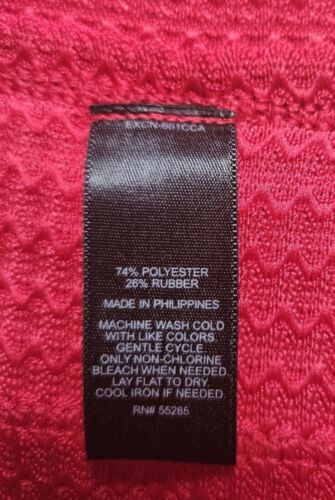 74% POLYESTER
26% RUBBER
MADE IN PHILIPPINES
MACHINE WASH COLD
WITH LIKE COLORS
GENTLE CYCLE.
ONLY NON-CHLORINE
BLEACH WHEN NEEDED.
LAY FLAT TO DRY.
COOL IRON IF NEEDED.
RN# 55285